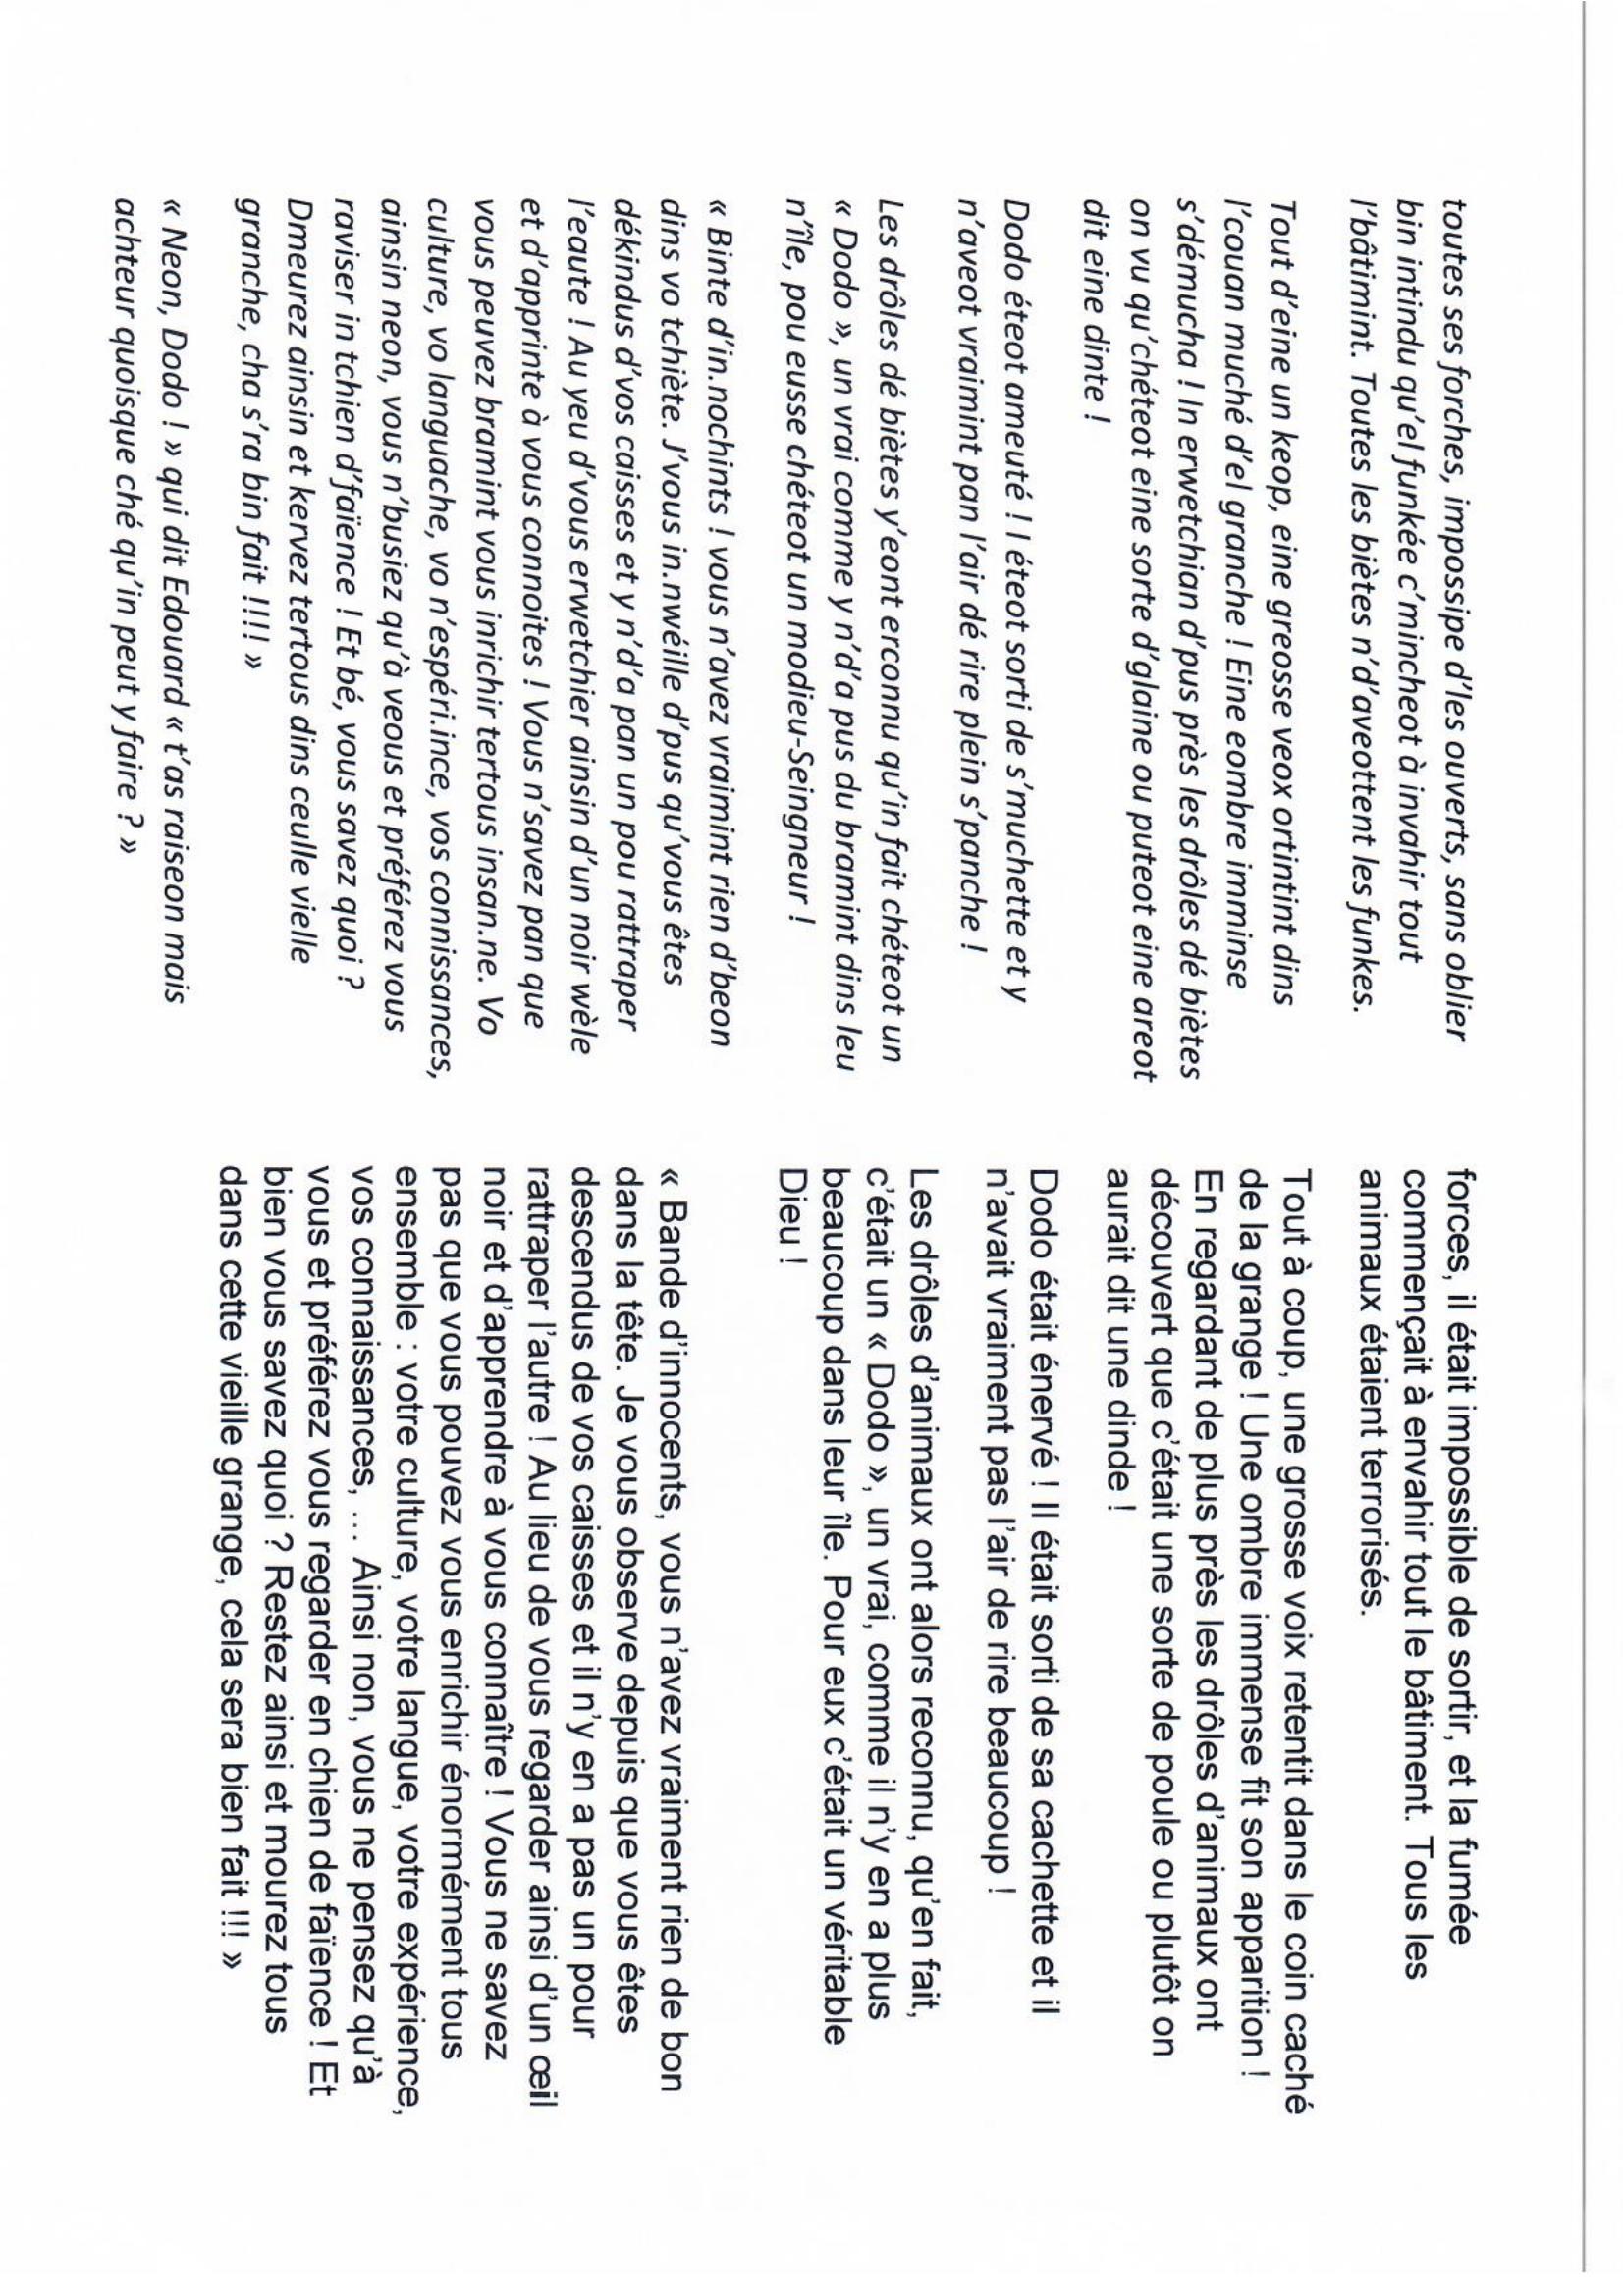 toutes ses forches, impossipe d'les ouverts, sans oblier
bin intindu qu'el funkée c'mincheot à invahir tout
l'bâtimint. Toutes les biètes n'd'aveottent les funkes.
Tout d'eine un keop, eine greosse veox ortintint dins
l'couan muché d'el granche ! Eine eombre imminse
s'démucha ! In erwetchian d'pus près les drôles dé biètes
on vu qu'chéteot eine sorte d'glaine ou puteot eine areot
dit eine dinte !
Dodo éteot ameuté ! I éteot sorti de s'muchette et y
n'aveot vraimint pan l'air dé rire plein s'panche !
Les drôles dé biètes y'eont erconnu qu'in fait chéteot un
« Dodo », un vrai comme y n'd'a pus du bramint dins leu
n'île, pou eusse chéteot un modieu-Seingneur !
« Binte d'in.nochints ! vous n'avez vraimint rien d'beon
dins vo tchiète. J'vous in.nwéille d'pus qu'vous êtes
dékindus d'vos caisses et y n'd'a pan un pou rattraper
l'eaute ! Au yeu d'vous erwetchier ainsin d'un noir wèle
et d'apprinte à vous connoites ! Vous n'savez pan que
vous peuvez bramint vous inrichir tertous insan.ne. Vo
culture, vo languache, vo n'espéri.ince, vos connissances,
ainsin neon, vous n'busiez qu'à veous et préférez vous
raviser in tchien d'faïence ! Et bé, vous savez quoi ?
Dmeurez ainsin et kervez tertous dins ceulle vielle
granche, cha s'ra bin fait !!!! »
« Neon, Dodo ! » qui dit Edouard « t'as raiseon mais
achteur quoisque ché qu'in peut y faire ? »
forces, il était impossible de sortir, et la fumée
commençait à envahir tout le bâtiment. Tous les
animaux étaient terrorisés.
Tout à coup, une grosse voix retentit dans le coin caché
de la grange ! Une ombre immense fit son apparition !
En regardant de plus près les drôles d'animaux ont
découvert que c'était une sorte de poule ou plutôt on
aurait dit une dinde !
Dodo était énervé ! Il était sorti de sa cachette et il
n'avait vraiment pas l'air de rire beaucoup !
Les drôles d'animaux ont alors reconnu, qu'en fait,
c'était un « Dodo », un vrai, comme il n'y en a plus
beaucoup dans leur île. Pour eux c'était un véritable
Dieu !
« Bande d'innocents, vous n'avez vraiment rien de bon
dans la tête. Je vous observe depuis que vous êtes
descendus de vos caisses et il n'y en a pas un pour
rattraper l'autre ! Au lieu de vous regarder ainsi d'un œil
noir et d'apprendre à vous connaître ! Vous ne savez
pas que vous pouvez vous enrichir énormément tous
ensemble : votre culture, votre langue, votre expérience,
vos connaissances, … Ainsi non, vous ne pensez qu'à
vous et préférez vous regarder en chien de faïence ! Et
bien vous savez quoi ? Restez ainsi et mourez tous
dans cette vieille grange, cela sera bien fait !!!! »